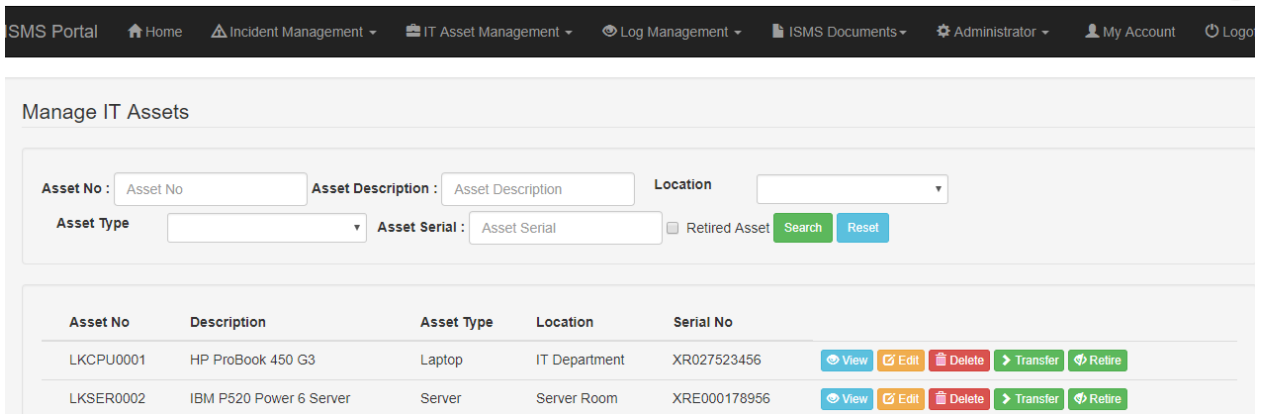 ISMS Portal Home Incident Management IT Asset Management Log Management ISMS Documents Administrator My Account Logo
Manage IT Assets
Asset No : Asset No Asset Description : Asset Description Location
Asset Type Asset Serial : Asset Serial Retired Asset Search Reset
Asset No Description Asset Type Location Serial No
LKCPU0001 HP ProBook 450 G3 Laptop IT Department XR027523456 View Edit Delete Transfer Retire
LKSER0002 IBM P520 Power 6 Server Server Server Room XRE000178956 View Edit Delete Transfer Retire